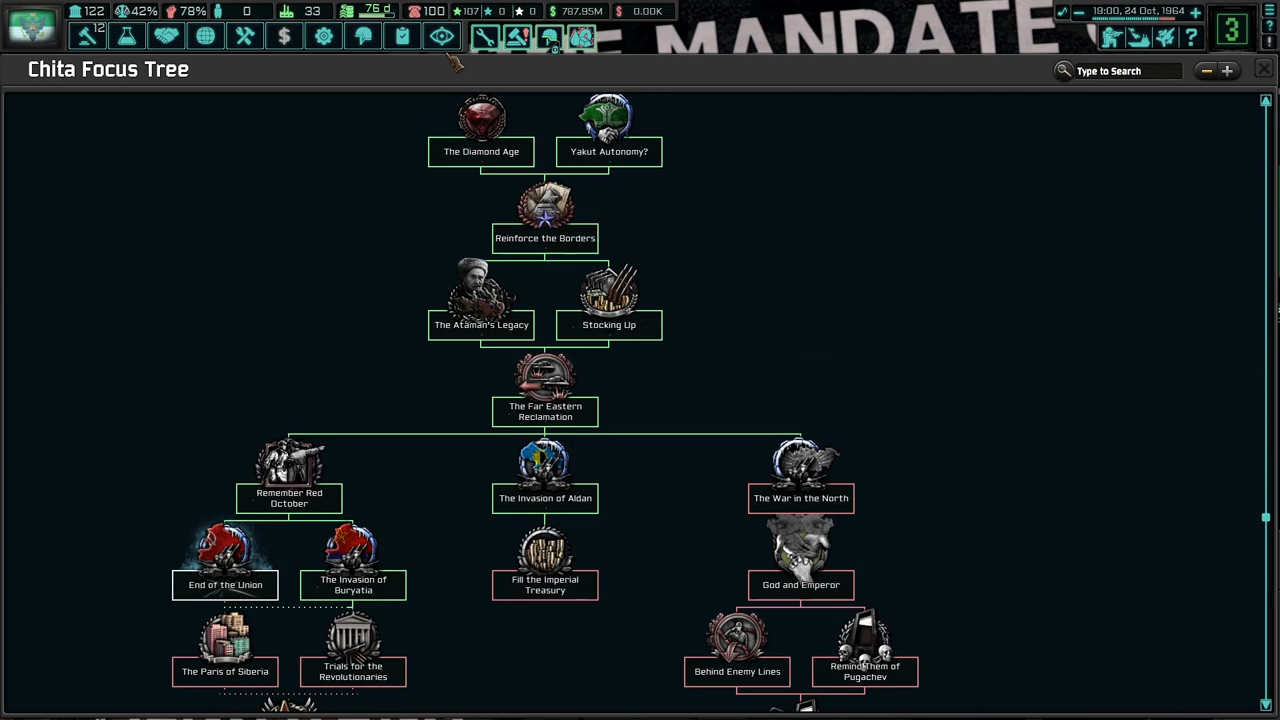 122 42% 78% 0 33 76 d 100 107 0 0 $ 787.95M $ 0.00K
19:00, 24 Oct, 1964
12
E MANDATE O
3
Chita Focus Tree
Type to Search
The Diamond Age
Yakut Autonomy?
Reinforce the Borders
The Ataman's Legacy
Stocking Up
The Far Eastern
Reclamation
Remember Red
October
The Invasion of Aldan
The War in the North
End of the Union
The Invasion of
Buryatia
Fill the Imperial
Treasury
God and Emperor
The Paris of Siberia
Trials for the
Revolutionaries
Behind Enemy Lines
Remind Them of
Pugachev